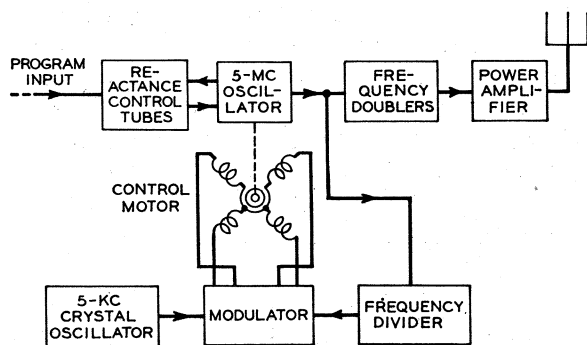 PROGRAM
INPUT
RE-
ACTANCE
CONTROL
TUBES
5-MC
OSCIL-
LATOR
FRE-
QUENCY
DOUBLERS
POWER
AMPLI-
FIER
CONTROL
MOTOR
5-KC
CRYSTAL
OSCILLATOR
MODULATOR
FREQUENCY
DIVIDER